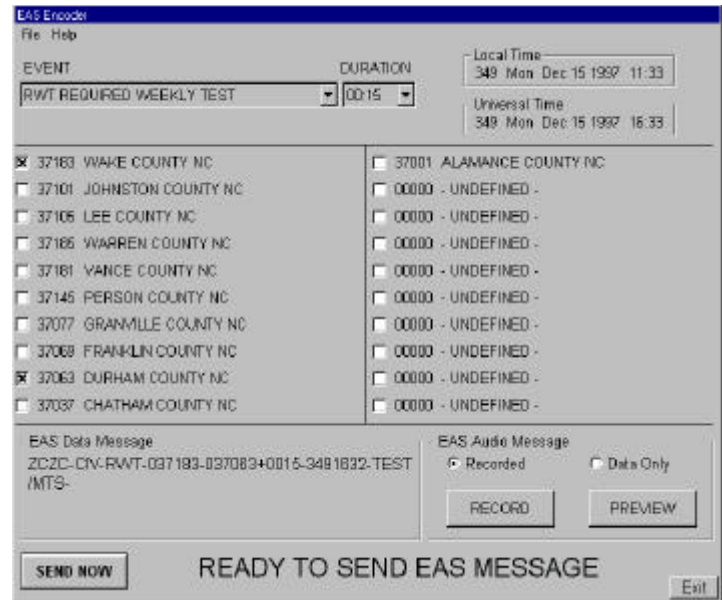 EAS Encoder
File Help
EVENT
DURATION
RWT REQUIRED WEEKLY TEST
00:15
Local Time
349 Mon Dec 15 1997 11:33
Universal Time
349 Mon Dec 15 1997 16:33
37183 WAKE COUNTY NC
37101 JOHNSTON COUNTY NC
37105 LEE COUNTY NC
37185 WARREN COUNTY NC
37181 VANCE COUNTY NC
37145 PERSON COUNTY NC
37077 GRANVILLE COUNTY NC
37069 FRANKLIN COUNTY NC
37063 DURHAM COUNTY NC
37037 CHATHAM COUNTY NC
37001 ALAMANCE COUNTY NC
00000 - UNDEFINED -
00000 - UNDEFINED -
00000 - UNDEFINED -
00000 - UNDEFINED -
00000 - UNDEFINED -
00000 - UNDEFINED -
00000 - UNDEFINED -
00000 - UNDEFINED -
00000 - UNDEFINED -
EAS Data Message
ZCZC-CIV-RWT-037183-037063+0015-3491632-TEST
/MTS-
EAS Audio Message
Recorded
Data Only
RECORD
PREVIEW
SEND NOW
READY TO SEND EAS MESSAGE
Exit